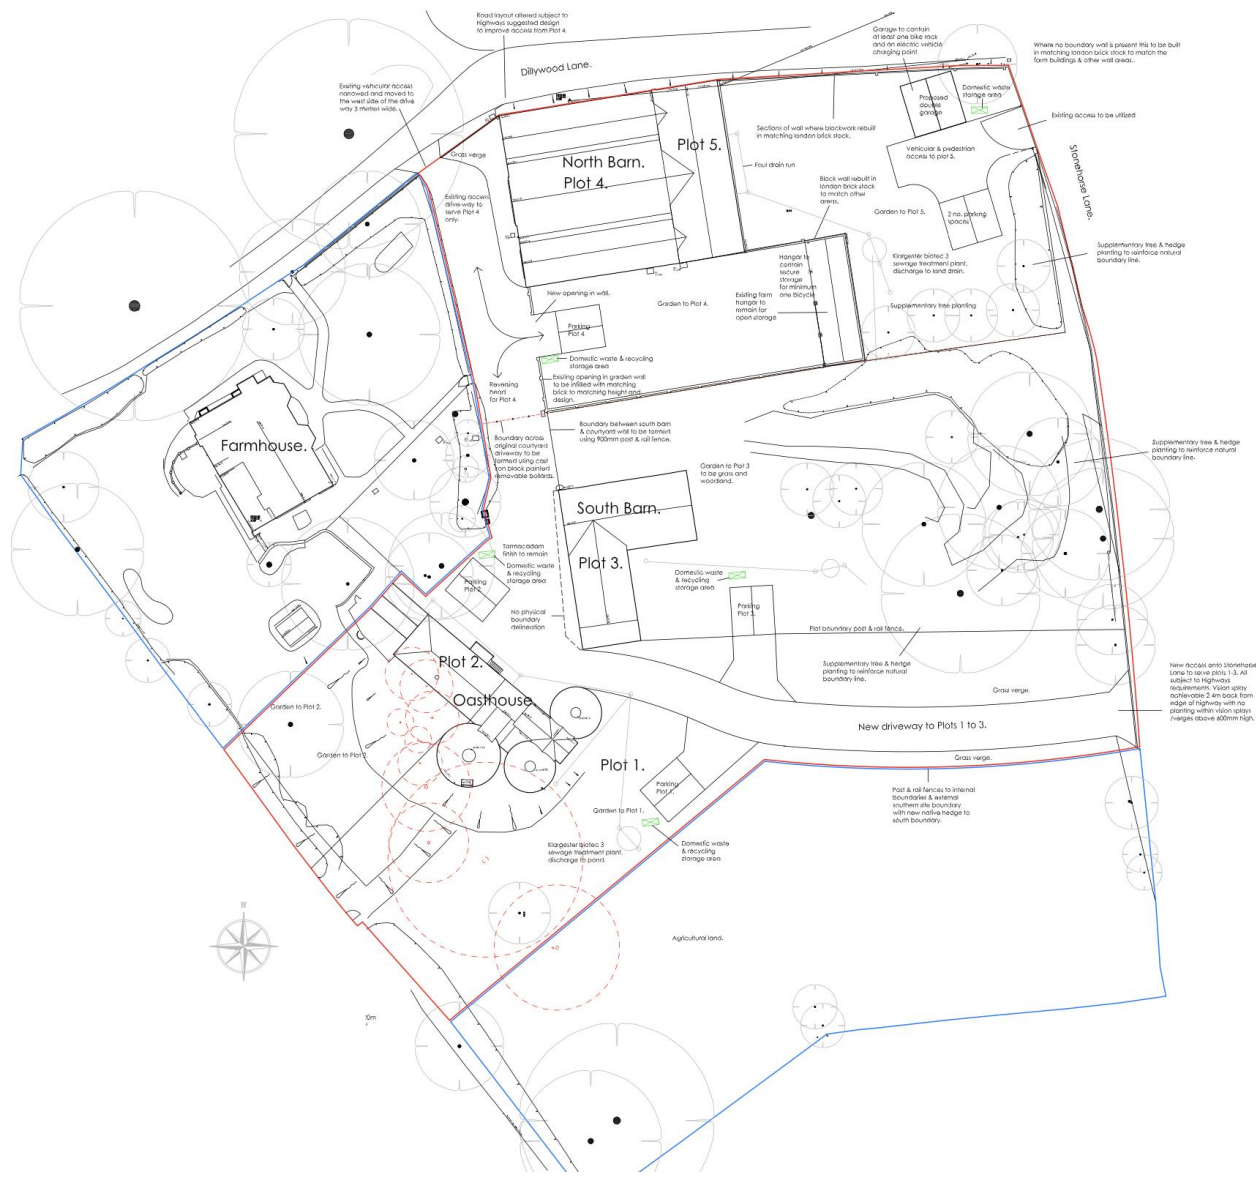 Road layout altered subject to
Highways suggested design
to improve access from Plot 4.
Dillywood Lane.
Garage to contain
at least one bike rack
and an electric vehicle
charging point.
Where no boundary wall is present this to be built
in matching london brick stock to match the
farm buildings & other wall areas..
Existing vehicular access
narrowed and moved to
the west side of the drive
way 3 metres wide.
Proposed
double
garage
Domestic waste
storage area
Existing access to be utilized
Grass verge
North Barn.
Plot 4.
Plot 5.
Sections of wall where blockwork rebuilt
in matching london brick stock.
Foul drain run
Vehicular & pedestrian
access to plot 5.
Stonehorse Lane.
Block wall rebuilt in
london brick stock
to match other
areas.
Existing access
drive-way to
serve Plot 4
only.
Garden to Plot 5.
2 no. parking
spaces
Supplementary tree & hedge
planting to reinforce natural
boundary line.
Klargester biotec 3
sewage treatment plant,
discharge to land drain.
Hangar to
contain
secure
storage
for minimum
one bicycle
Existing farm
hangar to
remain for
open storage
New opening in wall.
Garden to Plot 4.
Supplementary tree planting
Parking
Plot 4
Domestic waste & recycling
storage area
Reversing
head
for Plot 4.
Existing opening in garden wall
to be infilled with matching
brick to matching height and
design.
Farmhouse.
Boundary between south barn
& courtyard wall to be formed
using 900mm post & rail fence.
Boundary across
original courtyard
driveway to be
formed using cast
iron black painted
removable bollards.
Garden to Plot 3
to be grass and
woodland.
Supplementary tree & hedge
planting to reinforce natural
boundary line.
South Barn.
Plot 3.
Tarmacadam
finish to remain
Domestic waste
& recycling
storage area
Parking
Plot 2
Domestic waste
& recycling
storage area
Parking
Plot 3.
No physical
boundary
delineation
Plot boundary post & rail fence.
Plot 2.
Oasthouse
Supplementary tree & hedge
planting to reinforce natural
boundary line.
Grass verge.
New access onto Stonehorse
Lane to serve plots 1-3. All
subject to Highways
requirements. Vision splay
achievable 2.4m back from
edge of highway with no
planting within vision splays
/verges above 600mm high.
Garden to Plot 2.
Garden to Plot 2.
New driveway to Plots 1 to 3.
Grass verge.
Plot 1.
Parking
Plot 1.
Post & rail fences to internal
boundaries & external
southern site boundary
with new native hedge to
south boundary.
Garden to Plot 1.
Klargester biotec 3
sewage treatment plant,
discharge to pond.
Domestic waste
& recycling
storage area
N
Agricultural land.